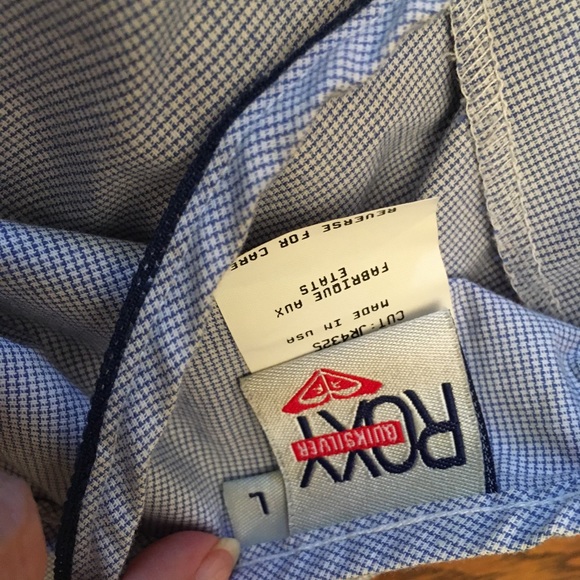 CUT:JR4325
MADE IN USA
FABRIQUE AUX
ETATS
REVERSE FOR CARE
ROXY
QUIKSILVER
L